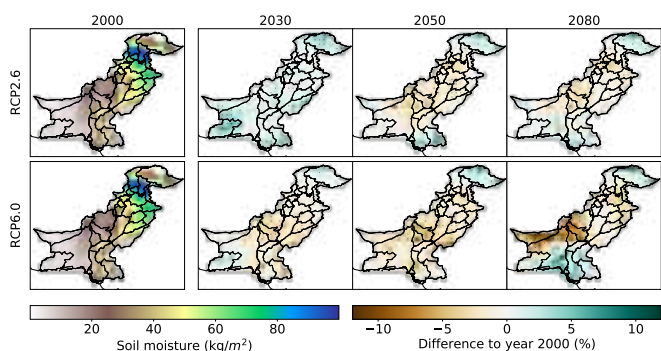 2000 2030 2050 2080
RCP2.6
RCP6.0
20 40 60 80 −10 −5 0 5 10
Soil moisture (kg/m²) Difference to year 2000 (%)